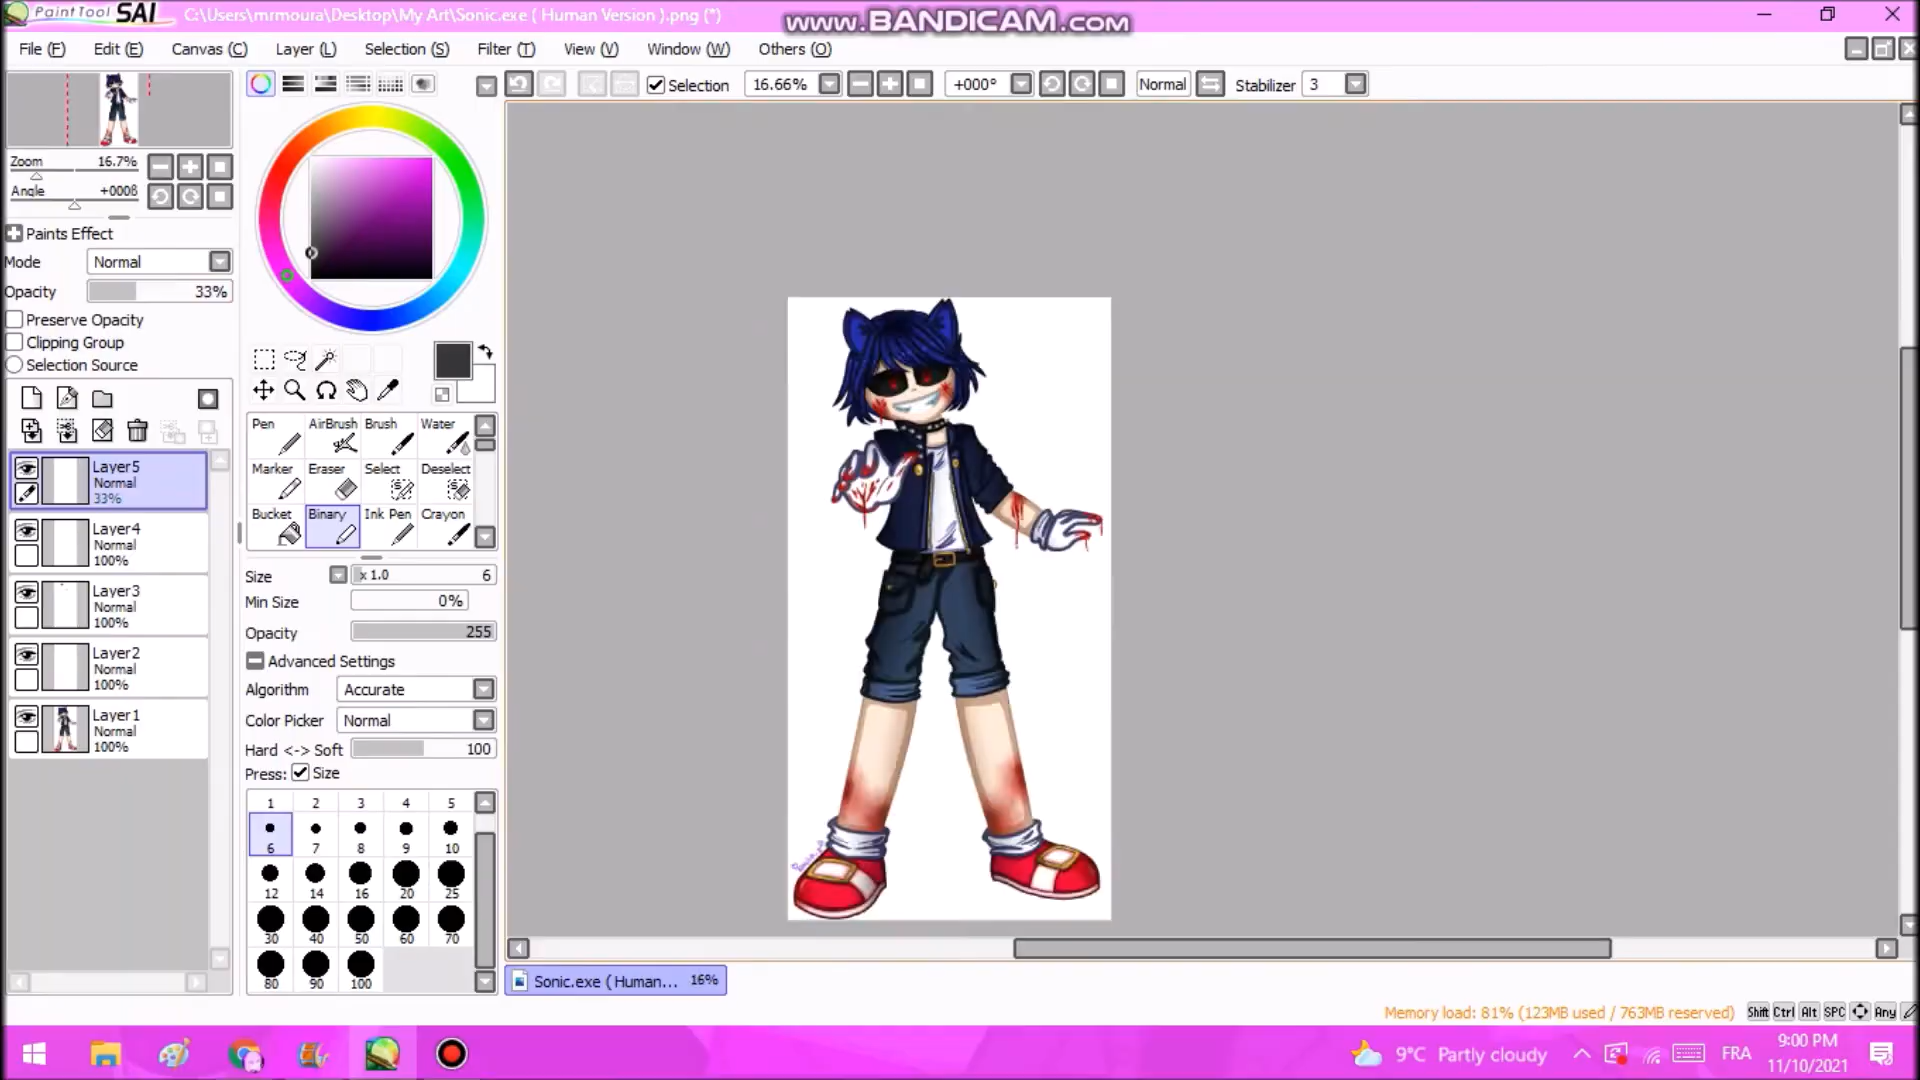 PaintTool SAI C:\Users\mrmoura\Desktop\My Art\Sonic.exe ( Human Version ).png (*)
www.BANDICAM.com
File (F) Edit (E) Canvas (C) Layer (L) Selection (S) Filter (T) View (V) Window (W) Others (O)
Selection 16.66% +000° Normal Stabilizer 3
Zoom 16.7%
Angle +000ß
Paints Effect
Mode Normal
Opacity 33%
Preserve Opacity
Clipping Group
Selection Source
Layer5
Normal
33%
Layer4
Normal
100%
Layer3
Normal
100%
Layer2
Normal
100%
Layer1
Normal
100%
Pen AirBrush Brush Water
Marker Eraser Select Deselect
Bucket Binary Ink Pen Crayon
Size x 1.0 6
Min Size 0%
Opacity 255
Advanced Settings
Algorithm Accurate
Color Picker Normal
Hard <-> Soft 100
Press: Size
1 2 3 4 5
6 7 8 9 10
12 14 16 20 25
30 40 50 60 70
80 90 100
Sonic.exe ( Human... 16%
Memory load: 81% (123MB used / 763MB reserved) Shift Ctrl Alt SPC Any
9°C Partly cloudy FRA 9:00 PM
11/10/2021